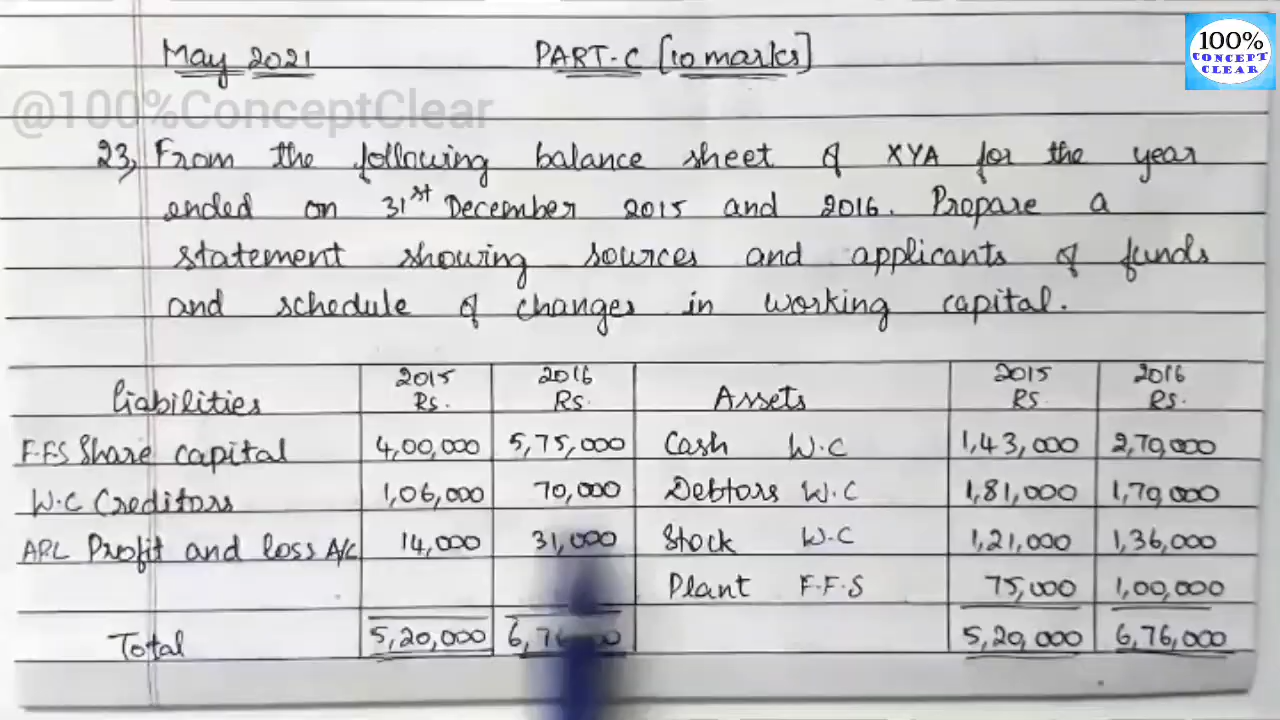 May 2021 PART-C [10 marks]
100%
CONCEPT
CLEAR
@100%ConceptClear
23, From the following balance sheet of XYA for the year
ended on 31st December 2015 and 2016. Prepare a
statement showing sources and applicants of funds
and schedule of changes in working capital.
Liabilities 2015 Rs. 2016 Rs. Assets 2015 Rs. 2016 Rs.
F.FS Share capital 4,00,000 5,75,000 Cash W.C 1,43,000 2,70,000
W.C Creditors 1,06,000 70,000 Debtors W.C 1,81,000 1,70,000
APL Profit and loss A/c 14,000 31,000 Stock W.C 1,21,000 1,36,000
Plant F.F.S 75,000 1,00,000
Total 5,20,000 5,20,000 6,76,000